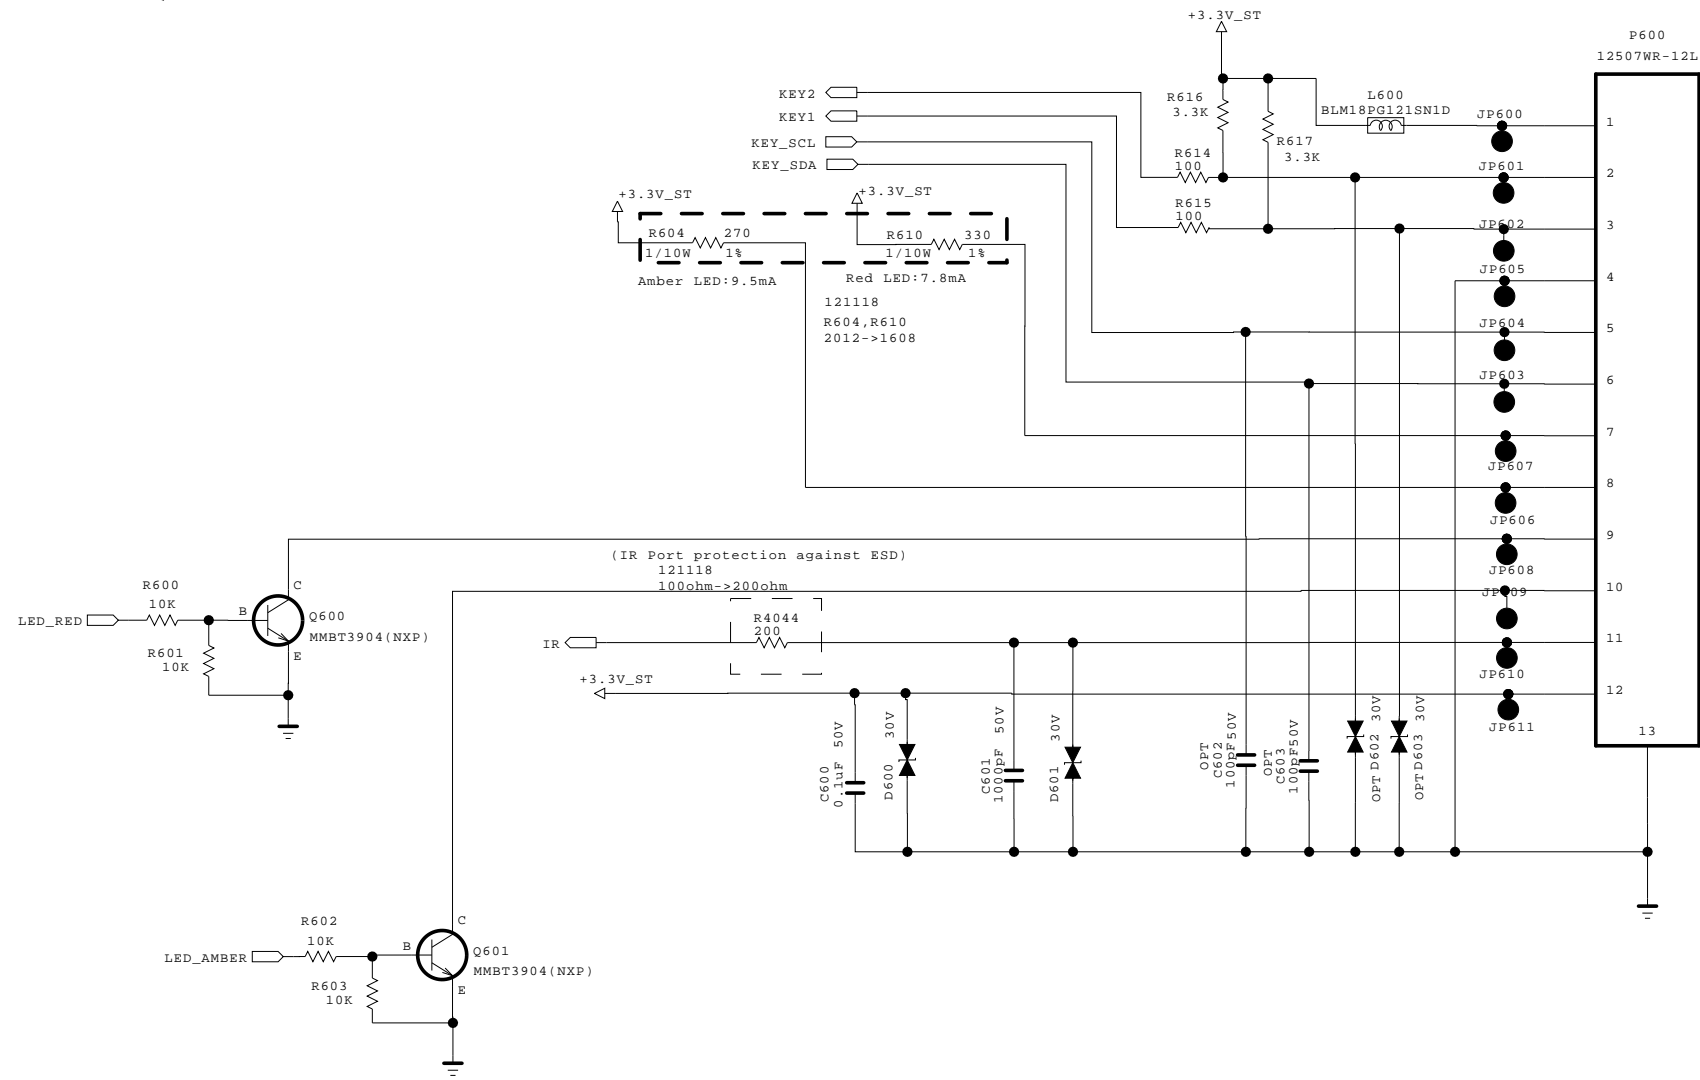 +3.3V_ST
P600
12507WR-12L
KEY2
KEY1
KEY_SCL
KEY_SDA
R616
3.3K
R617
3.3K
L600
BLM18PG121SN1D
JP600
1
R614
100
JP601
2
R615
100
JP602
3
+3.3V_ST
R604
270
1/10W
1%
Amber LED:9.5mA
+3.3V_ST
R610
330
1/10W
1%
Red LED:7.8mA
121118
R604,R610
2012->1608
JP605
4
JP604
5
JP603
6
7
JP607
8
JP606
9
JP608
10
11
JP610
12
JP611
13
(IR Port protection against ESD)
121118
100ohm->200ohm
R4044
200
IR
+3.3V_ST
LED_RED
R600
10K
R601
10K
B
C
E
Q600
MMBT3904(NXP)
C600
0.1uF
50V
D600
30V
C601
1000pF
50V
D601
30V
OPT
C602
100pF
50V
OPT
C603
100pF
50V
OPT
D602
30V
OPT
D603
30V
LED_AMBER
R602
10K
R603
10K
B
C
E
Q601
MMBT3904(NXP)